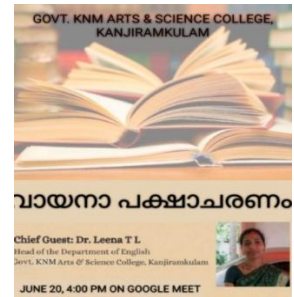 GOVT. KNM ARTS & SCIENCE COLLEGE,
KANJIRAMKULAM
വായനാ പക്ഷാചരണം
Chief Guest: Dr. Leena T L
Head of the Department of English
Govt. KNM Arts & Science College, Kanjiramkulam
JUNE 20, 4:00 PM ON GOOGLE MEET